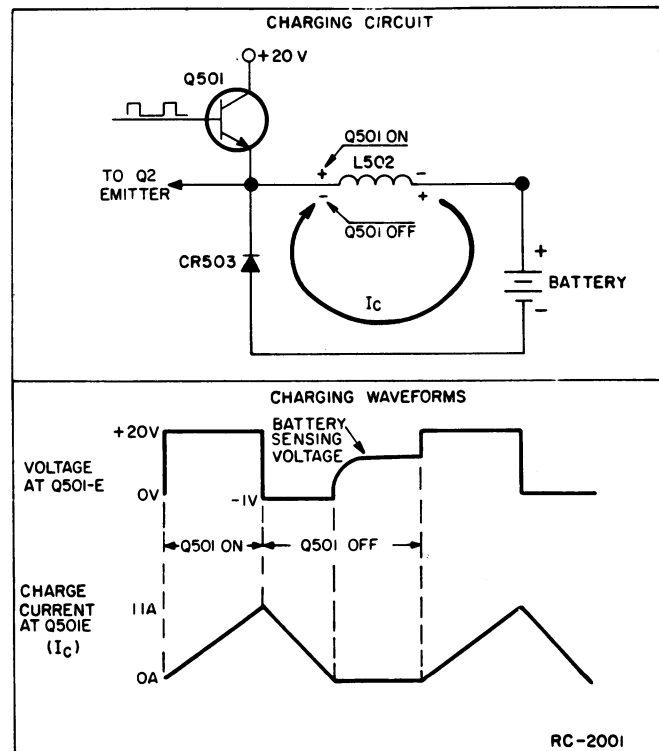 CHARGING CIRCUIT
+20V
Q501
Q501 ON
L502
+ -
TO Q2
EMITTER
- +
Q501 OFF
CR503
+
BATTERY
-
Ic
CHARGING WAVEFORMS
BATTERY
SENSING
VOLTAGE
+20V
VOLTAGE
AT Q501-E
0V
-1V
Q501 ON
Q501 OFF
CHARGE
CURRENT
AT Q501E
(Ic)
11A
0A
RC-2001